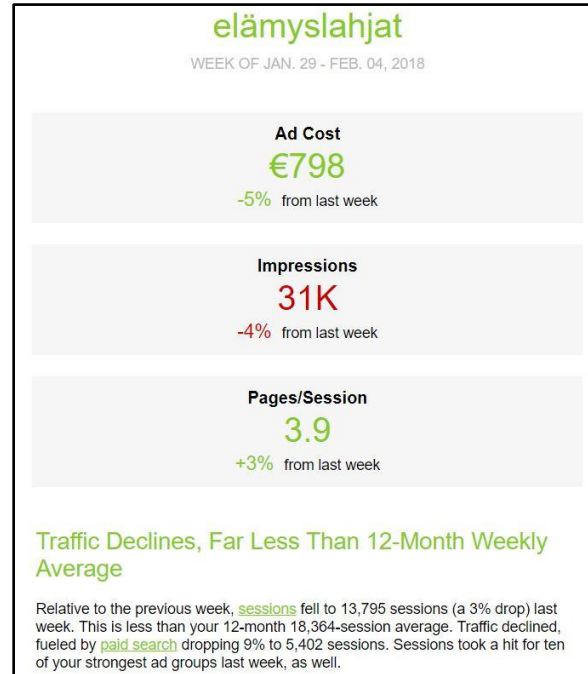 elämyslahjat
WEEK OF JAN. 29 - FEB. 04, 2018
Ad Cost
€798
-5% from last week
Impressions
31K
-4% from last week
Pages/Session
3.9
+3% from last week
Traffic Declines, Far Less Than 12-Month Weekly
Average
Relative to the previous week, sessions fell to 13,795 sessions (a 3% drop) last
week. This is less than your 12-month 18,364-session average. Traffic declined,
fueled by paid search dropping 9% to 5,402 sessions. Sessions took a hit for ten
of your strongest ad groups last week, as well.